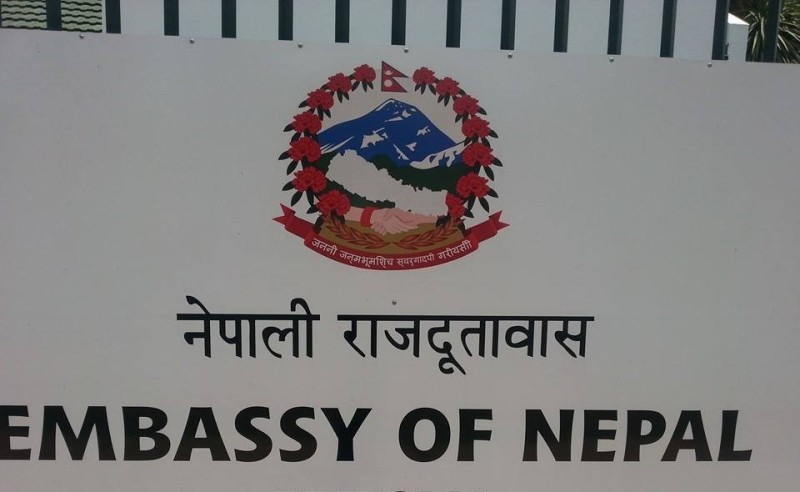 जननी जन्मभूमिश्च स्वर्गादपी गरीयसी
नेपाली राजदूतावास
EMBASSY OF NEPAL